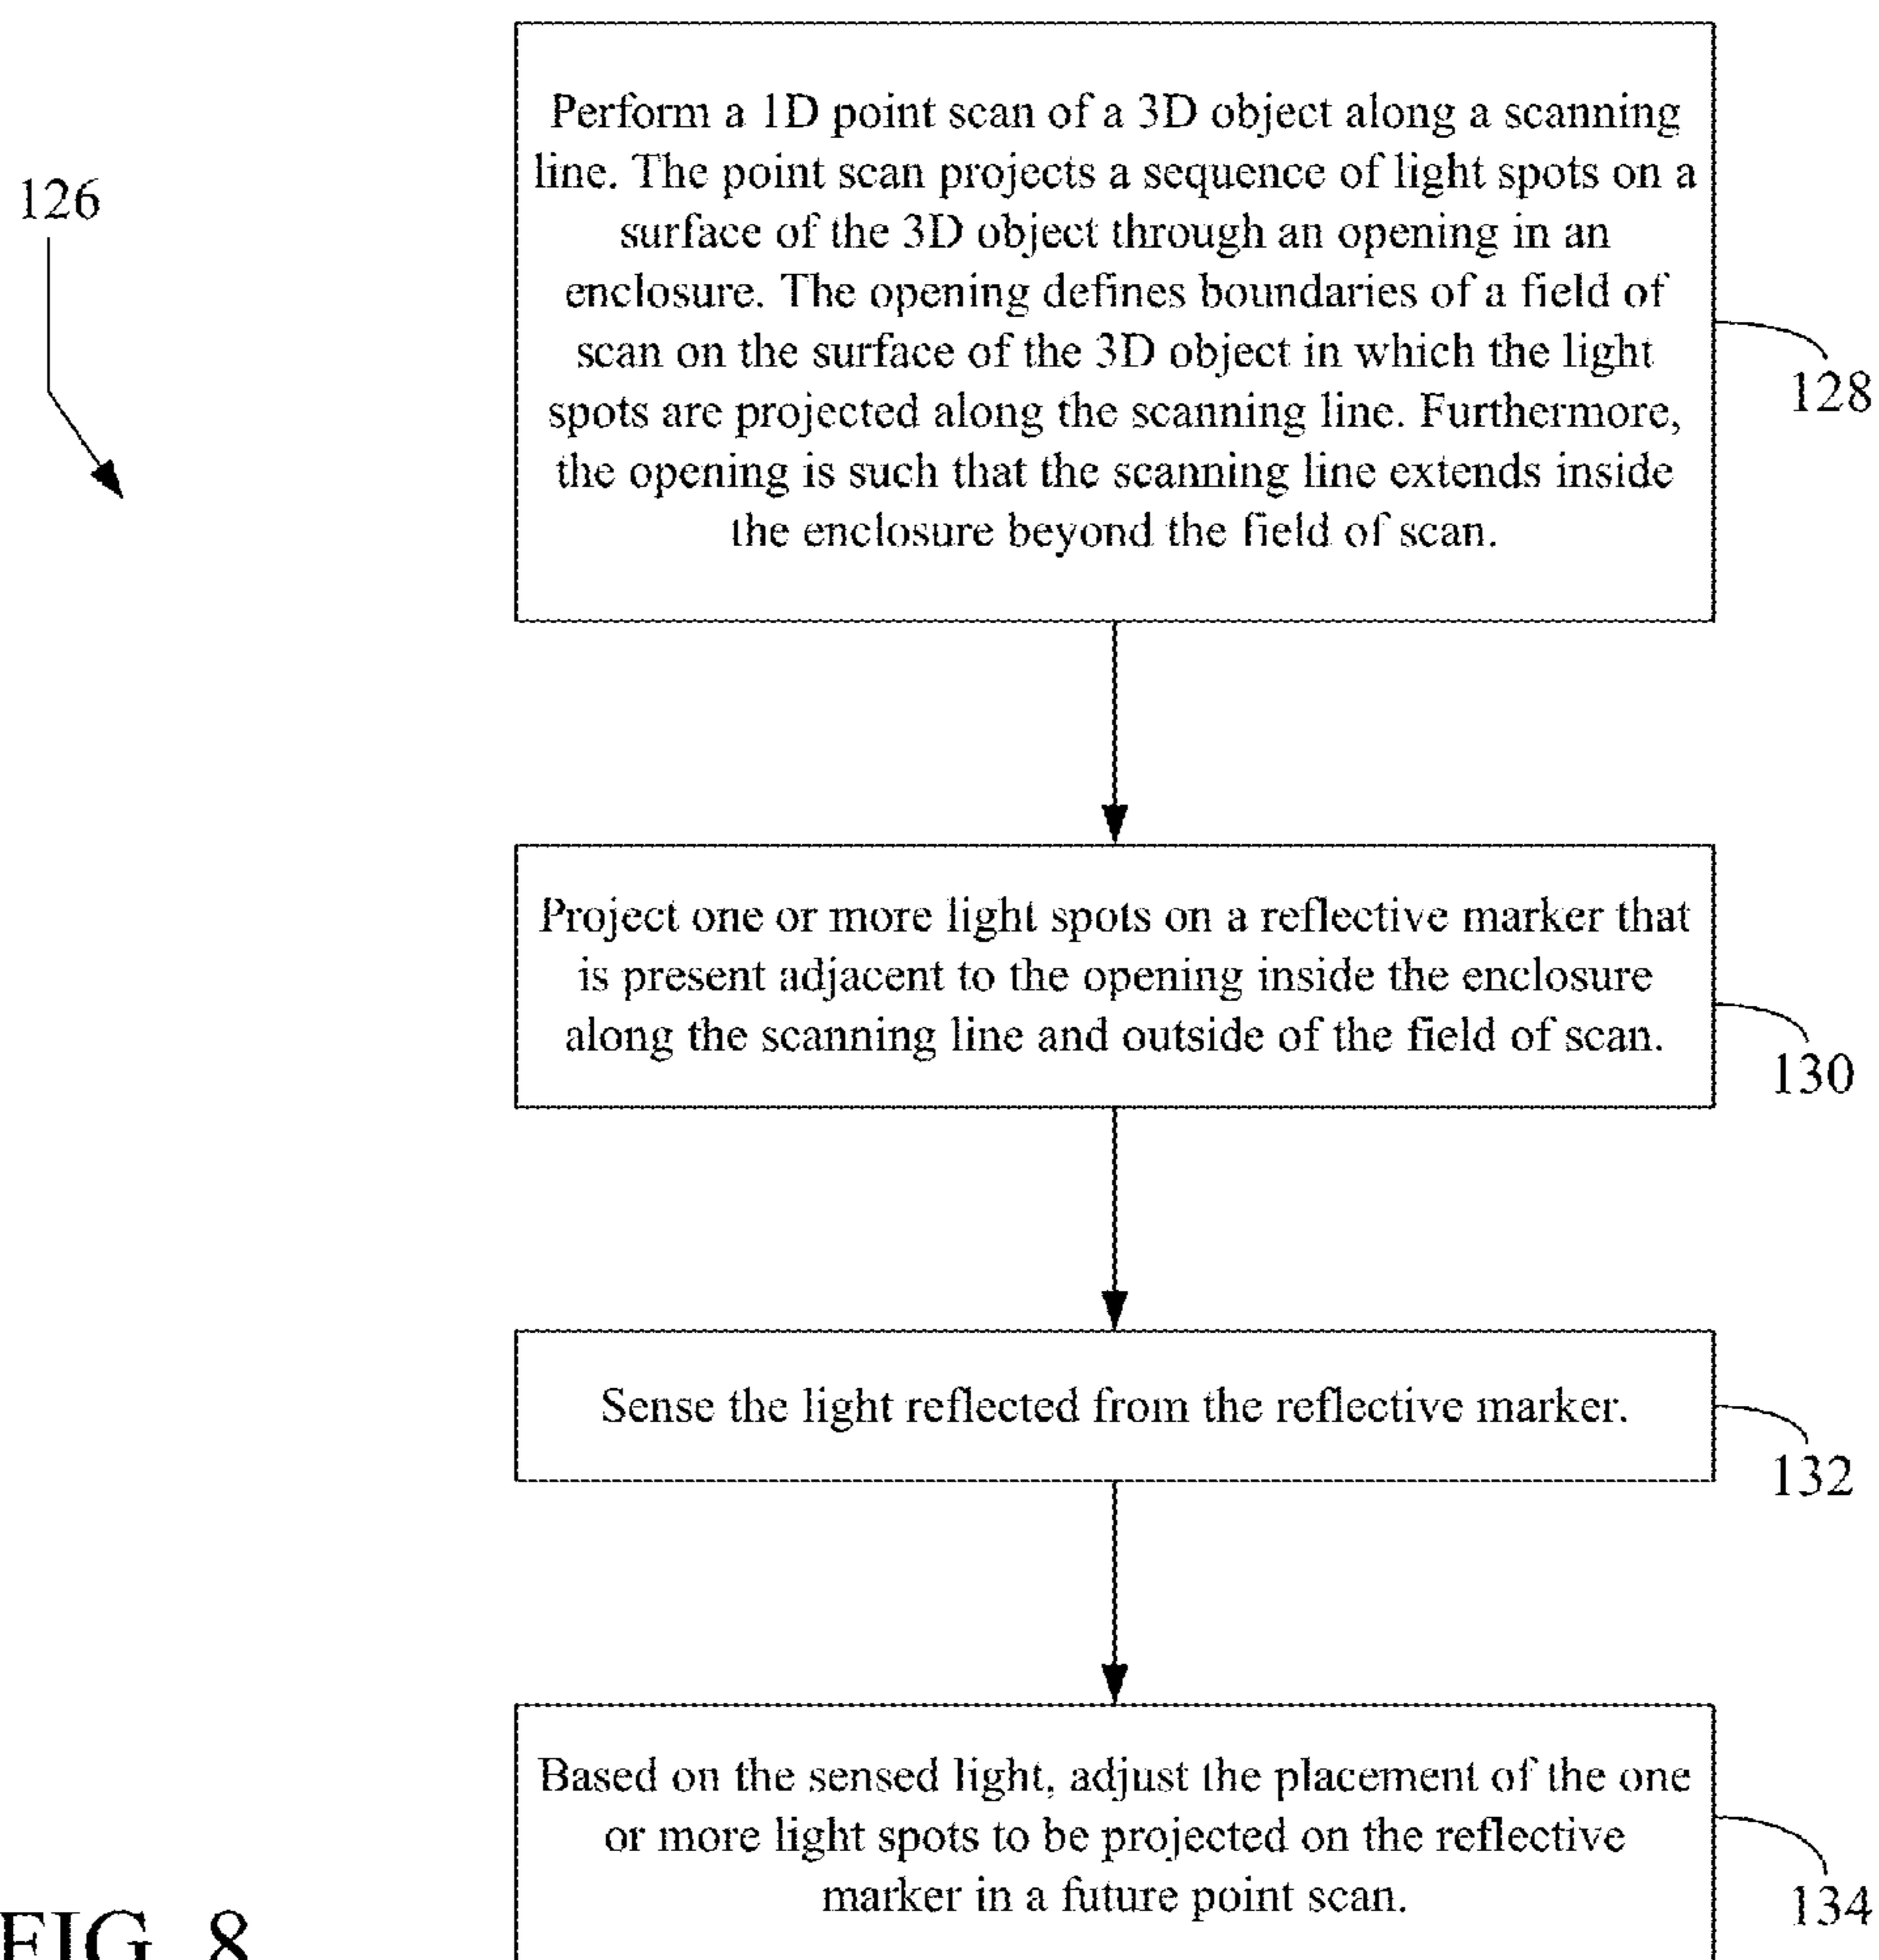 126
Perform a 1D point scan of a 3D object along a scanning
line. The point scan projects a sequence of light spots on a
surface of the 3D object through an opening in an
enclosure. The opening defines boundaries of a field of
scan on the surface of the 3D object in which the light
spots are projected along the scanning line. Furthermore,
the opening is such that the scanning line extends inside
the enclosure beyond the field of scan.
128
Project one or more light spots on a reflective marker that
is present adjacent to the opening inside the enclosure
along the scanning line and outside of the field of scan.
130
Sense the light reflected from the reflective marker.
132
Based on the sensed light, adjust the placement of the one
or more light spots to be projected on the reflective
marker in a future point scan.
134
FIG. 8